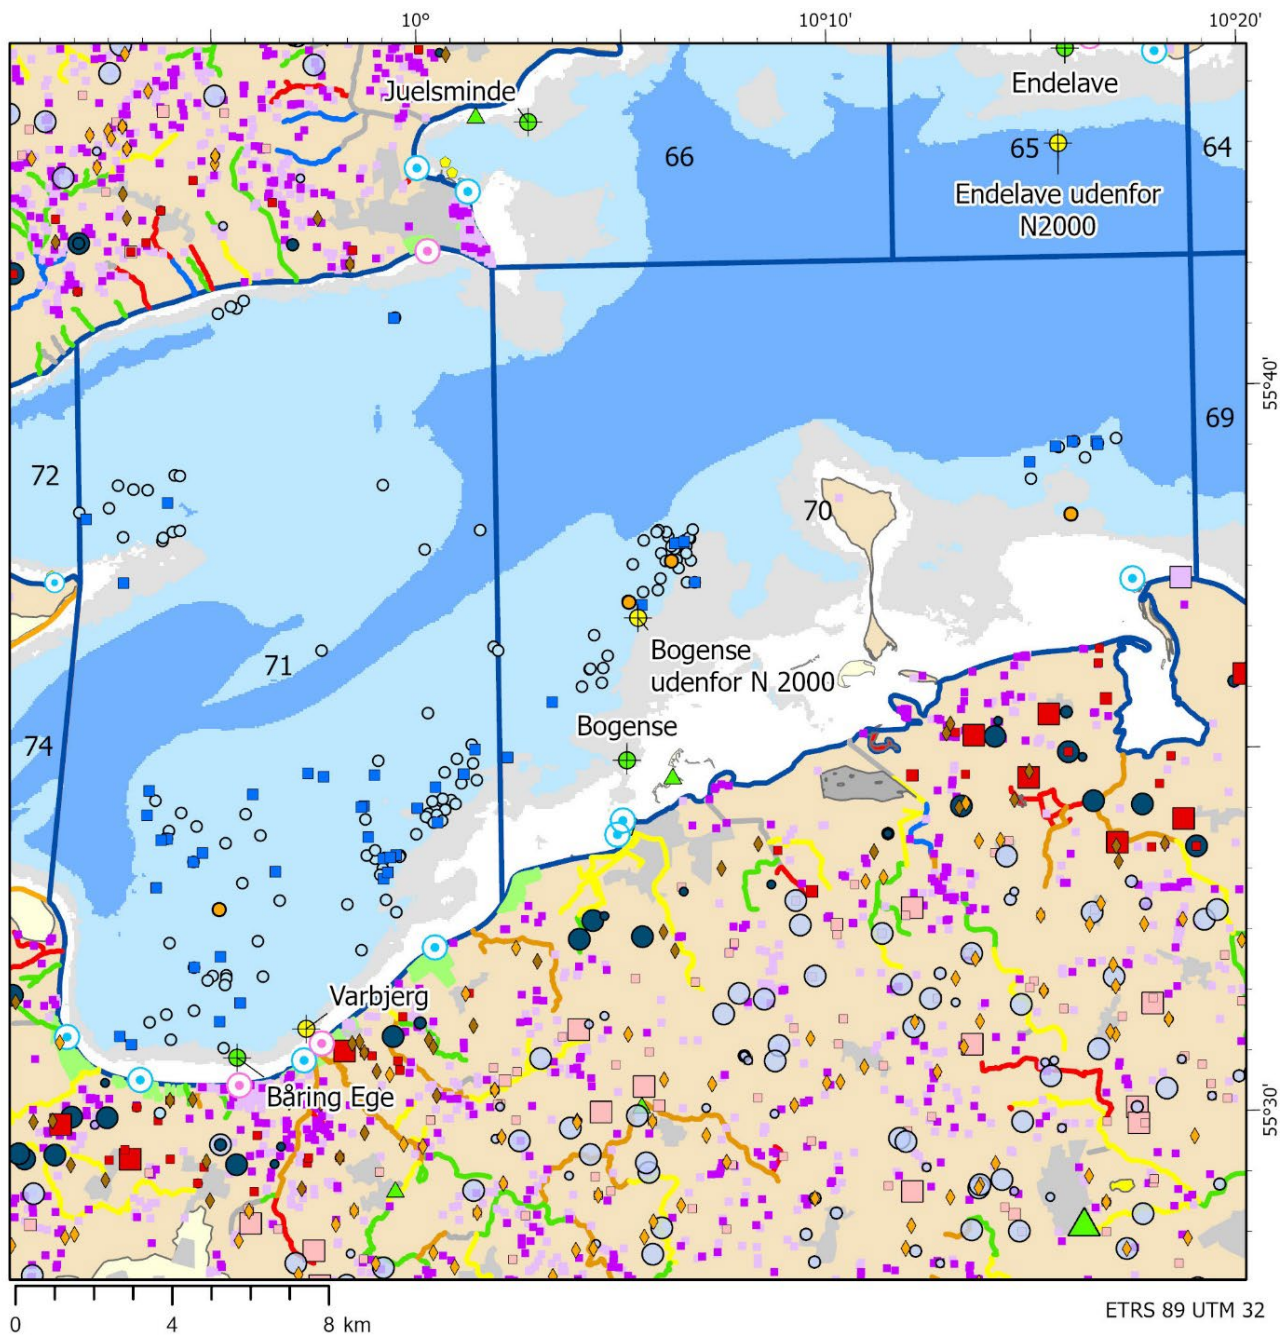 10°
10°10'
10°20'
Juelsminde
Endelave
66
65
64
Endelave udenfor
N2000
55°40'
69
72
70
Bogense
udenfor N 2000
71
Bogense
74
Varbjerg
Båring Ege
55°30'
0
4
8 km
ETRS 89 UTM 32